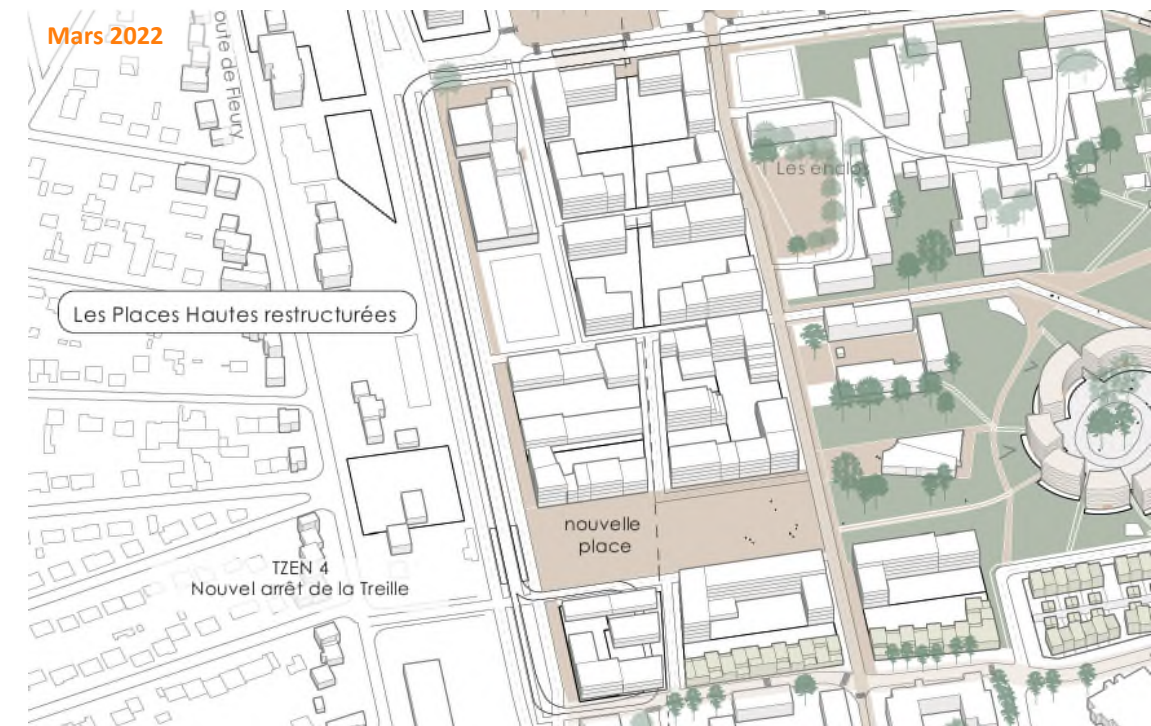 Mars 2022
oute de Fleury
Les enclos
Les Places Hautes restructurées
nouvelle
place
TZEN 4
Nouvel arrêt de la Treille